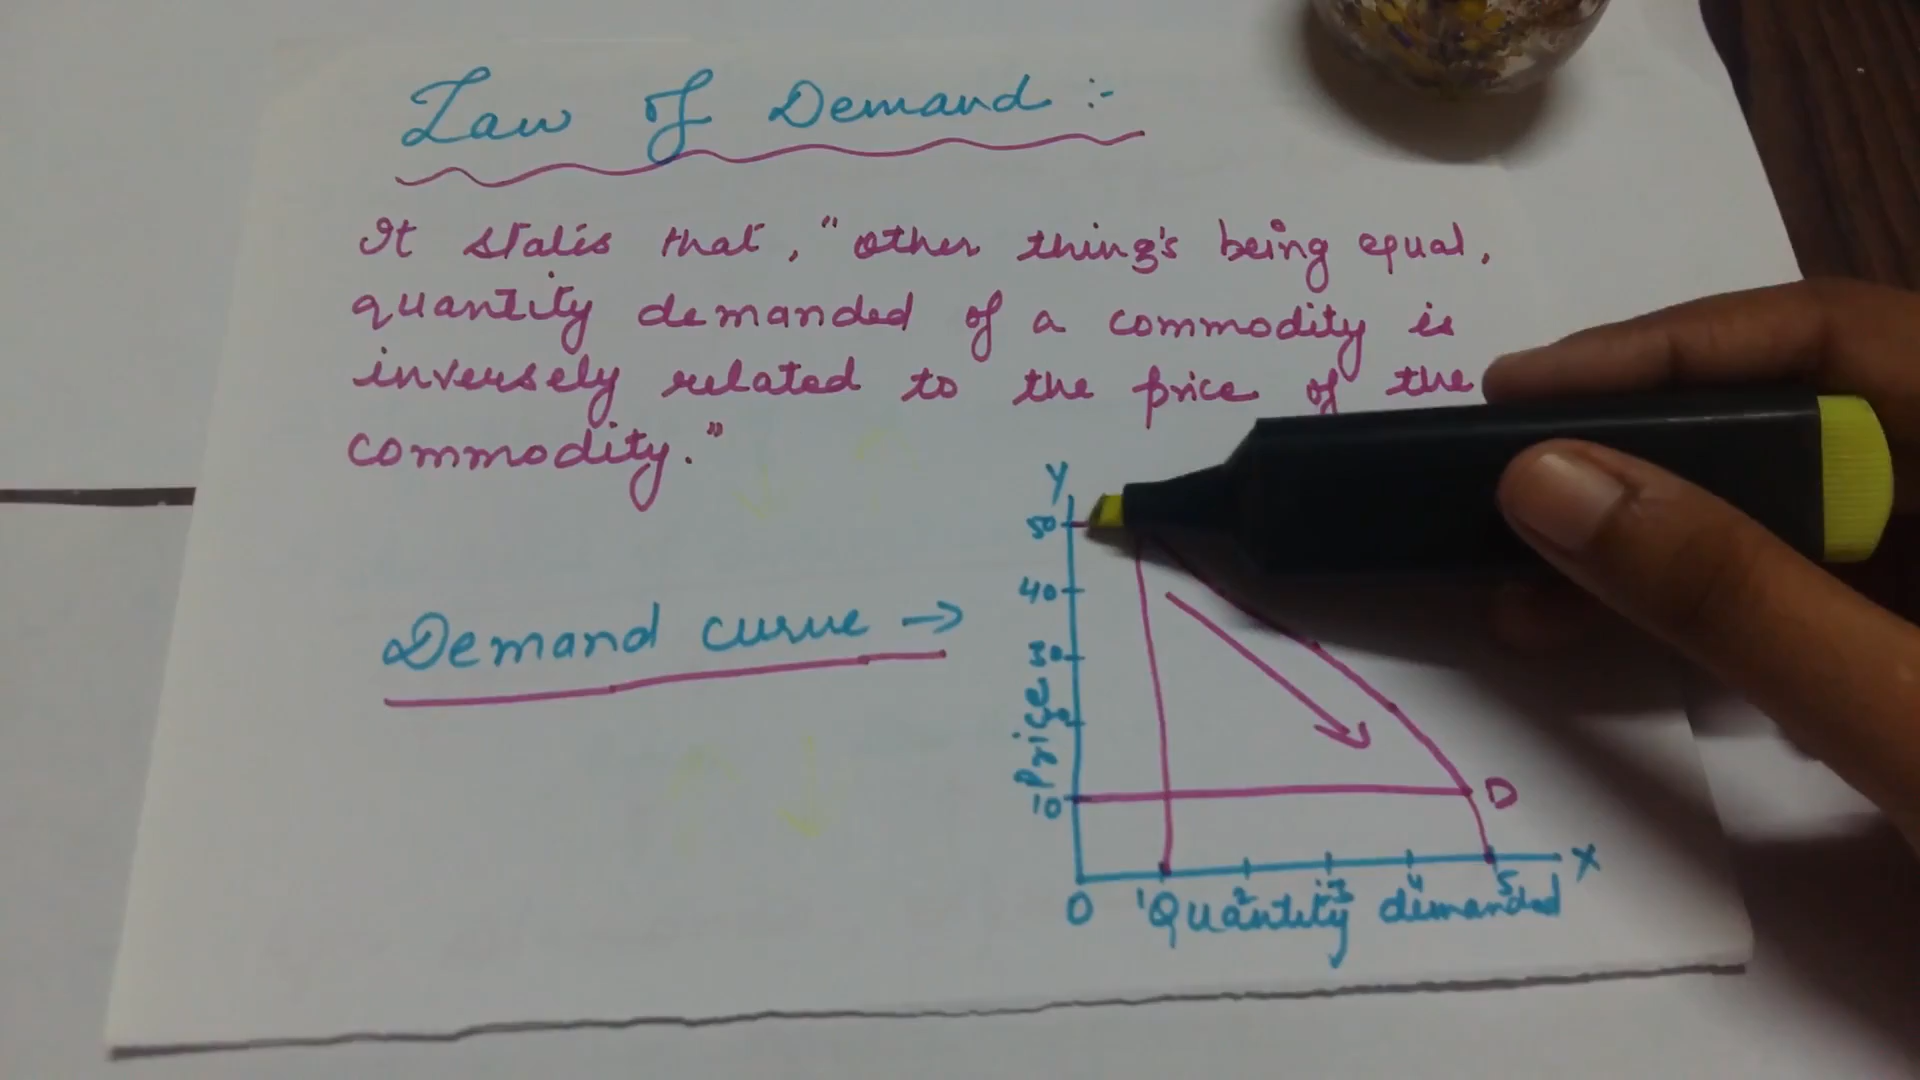 Law of Demand :-
It states that, "other thing's being equal,
quantity demanded of a commodity is
inversely related to the price of the
commodity."
Demand curve →
Y
50
40
30
20
10
Price
D
X
0 1 2 3 4 5
Quantity demanded